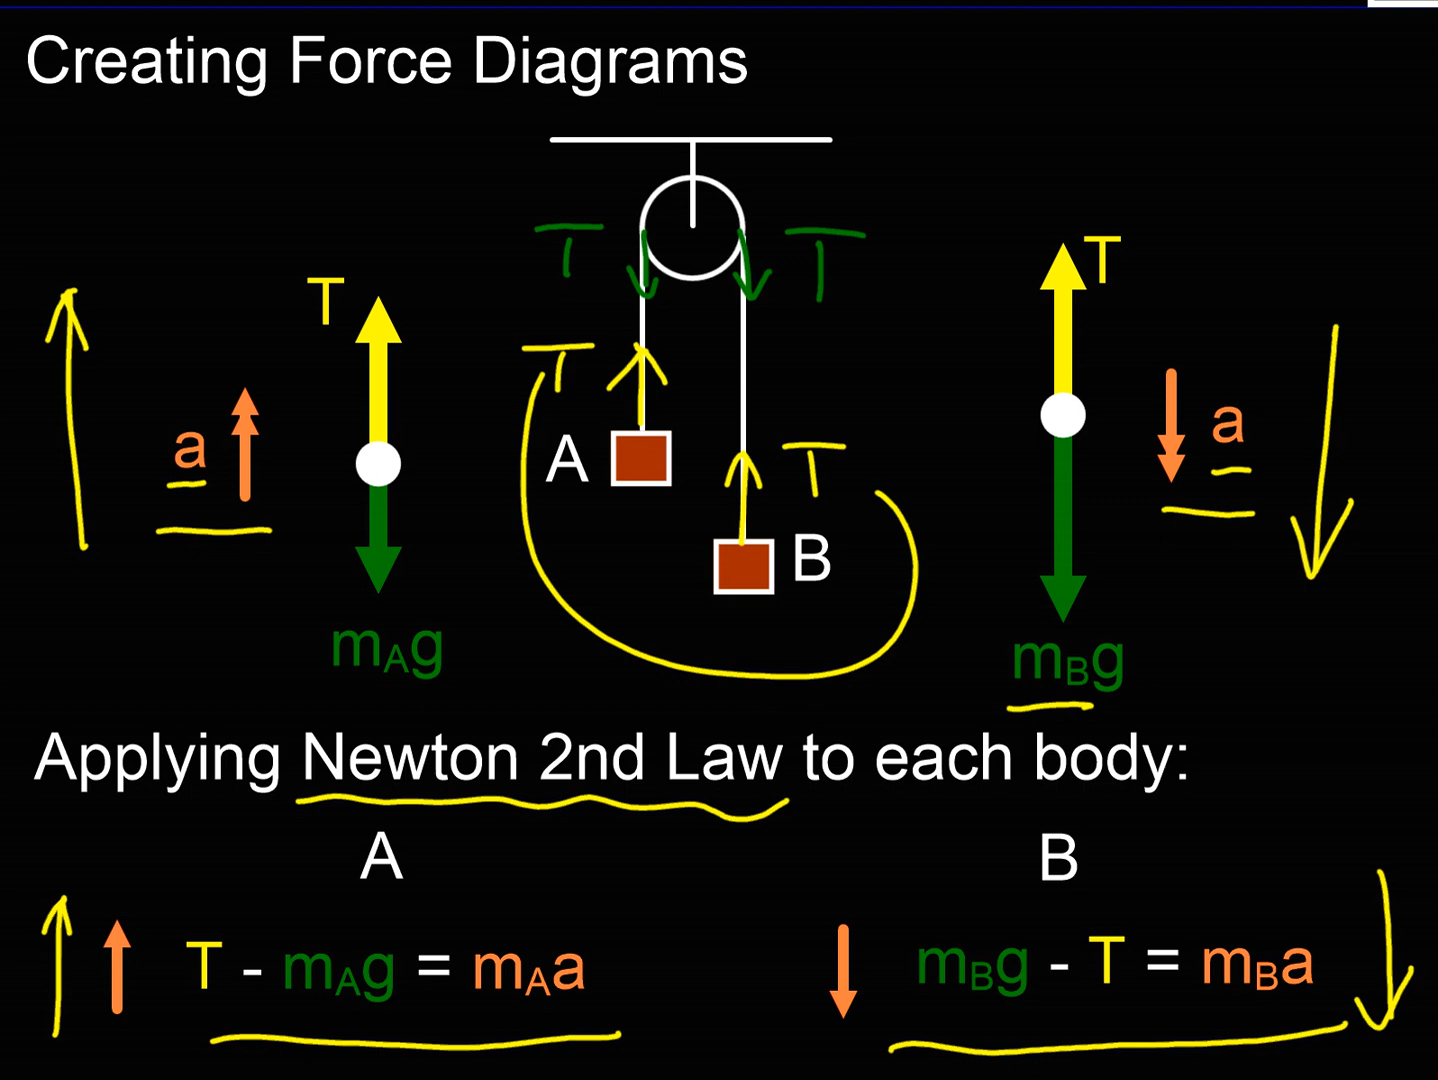 Creating Force Diagrams
T T
T
T
T
a
A
T
a
B
mAg
mBg
Applying Newton 2nd Law to each body:
A B
T - mAg = mAa
mBg - T = mBa